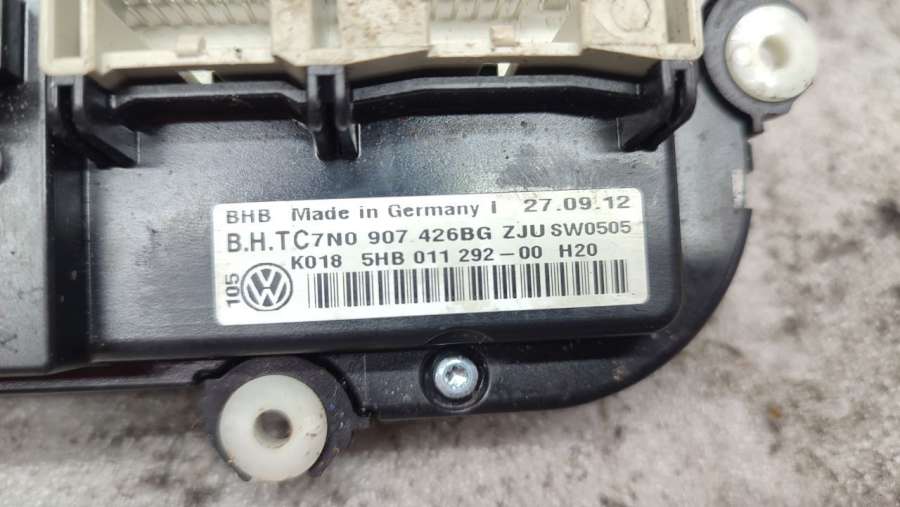 BHB Made in Germany I 27.09.12
B.H.TC7N0 907 426BG ZJU SW0505
K018 5HB 011 292-00 H20
105